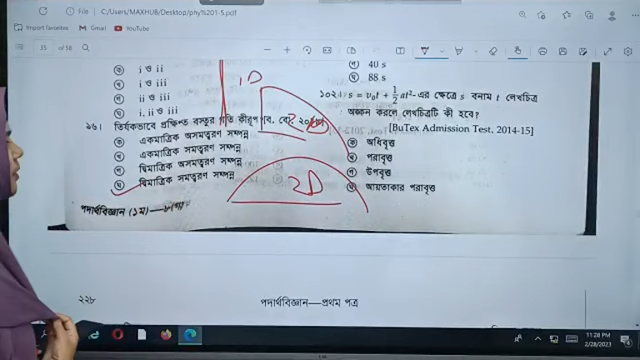 File
C:/Users/MAXHUB/Desktop/phy%201-5.pdf
Import favorites
Gmail
YouTube
33 of 58
ⓗ j ও ii
ⓚ i ও iii
ⓖ ii ও iii
ⓘ i, ii ও iii
৯৬। তির্যকভাবে প্রক্ষিপ্ত বস্তুর গতি কীরূপ
ⓚ একমাত্রিক অসমত্বরণ সম্পন্ন
একমাত্রিক সমত্বরণ সম্পন্ন
দ্বিমাত্রিক অসমত্বরণ সম্পন্ন
দ্বিমাত্রিক সমত্বরণ সম্পন্ন
পদার্থবিজ্ঞান (১ম)
1D
2D
40 s
88 s
১০২। s = v₀t + 1/2 at²-এর ক্ষেত্রে s বনাম t লেখচিত্র
অঙ্কন করলে লেখচিত্রটি কী হবে?
[BuTex Admission Test, 2014-15]
অধিবৃত্ত
পরাবৃত্ত
উপবৃত্ত
আয়তাকার পরাবৃত্ত
২২৮
পদার্থবিজ্ঞান—প্রথম পত্র
11:28 PM
2/28/2023